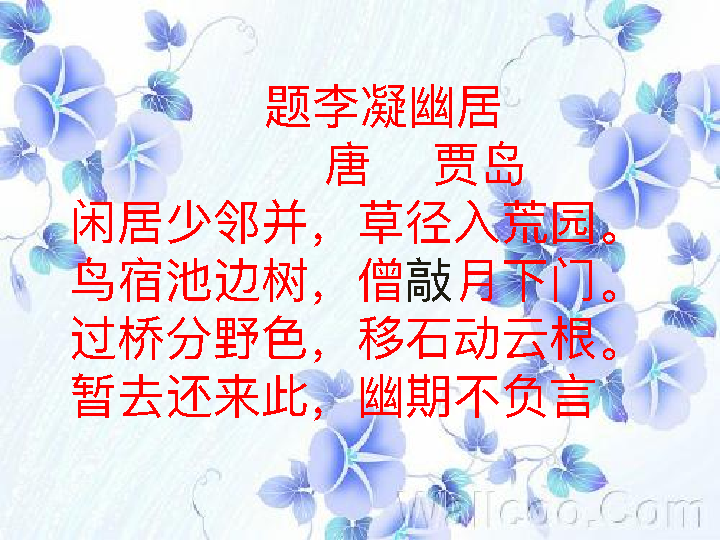 题李凝幽居
唐 贾岛
闲居少邻并，草径入荒园。
鸟宿池边树，僧敲月下门。
过桥分野色，移石动云根。
暂去还来此，幽期不负言
Wallcoo.Com